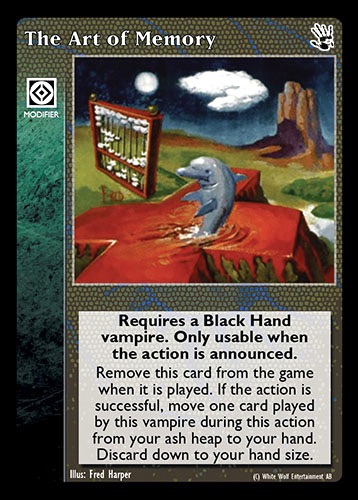 The Art of Memory
MODIFIER
Requires a Black Hand
vampire. Only usable when
the action is announced.
Remove this card from the game
when it is played. If the action is
successful, move one card played
by this vampire during this action
from your ash heap to your hand.
Discard down to your hand size.
Illus: Fred Harper
(C) White Wolf Entertainment AB